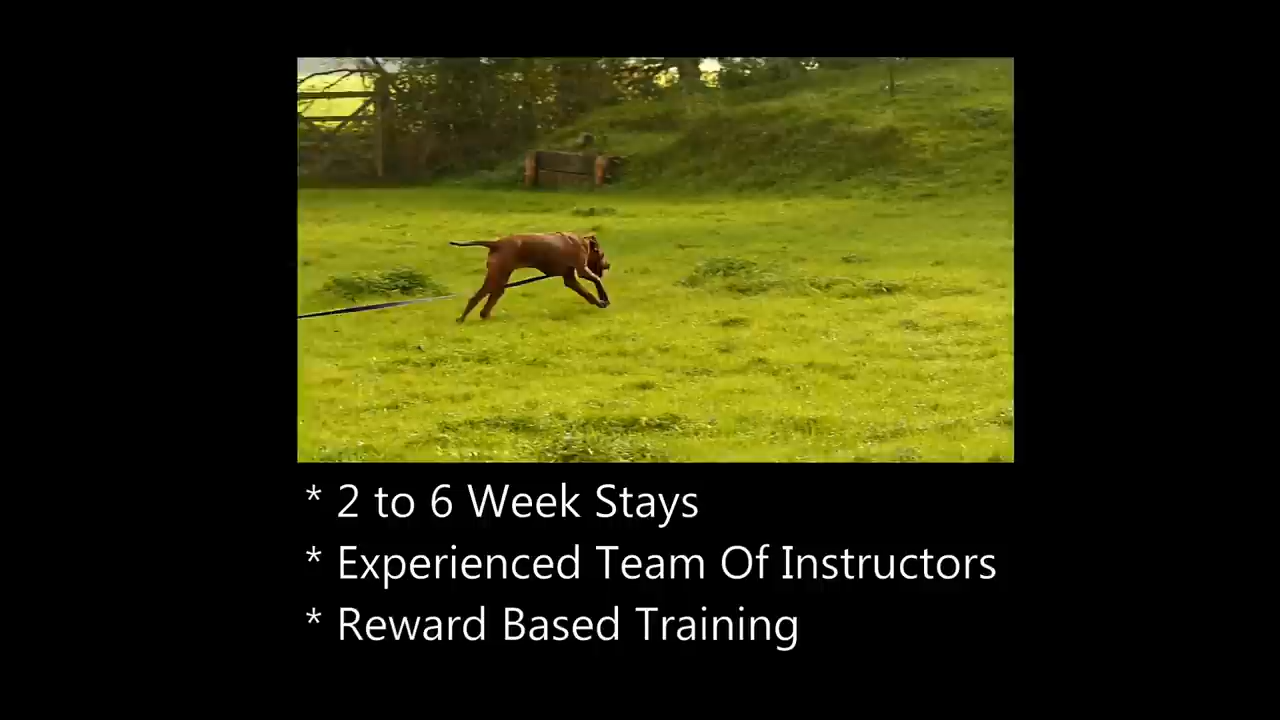 * 2 to 6 Week Stays
* Experienced Team Of Instructors
* Reward Based Training